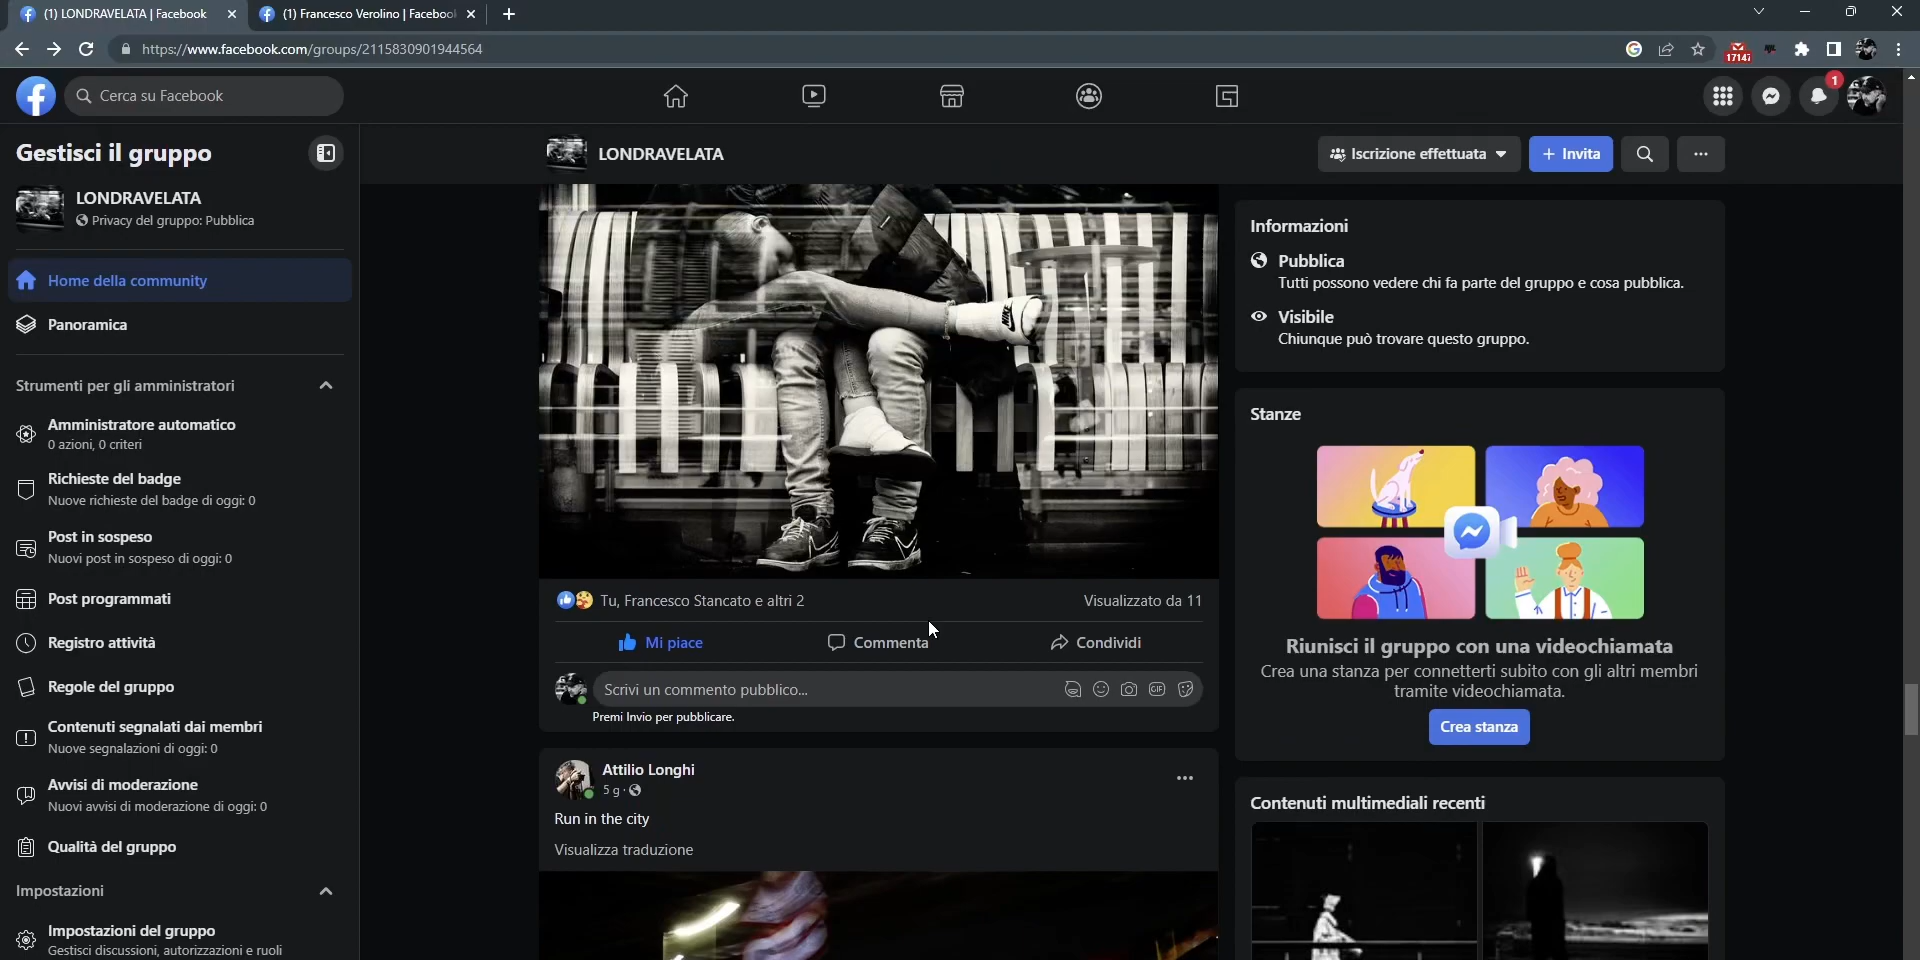 (1) LONDRAVELATA | Facebook
(1) Francesco Verolino | Facebook
https://www.facebook.com/groups/2115830901944564
17147
Cerca su Facebook
1
Gestisci il gruppo
LONDRAVELATA
Privacy del gruppo: Pubblica
Home della community
Panoramica
Strumenti per gli amministratori
Amministratore automatico
0 azioni, 0 criteri
Richieste del badge
Nuove richieste del badge di oggi: 0
Post in sospeso
Nuovi post in sospeso di oggi: 0
Post programmati
Registro attività
Regole del gruppo
Contenuti segnalati dai membri
Nuove segnalazioni di oggi: 0
Avvisi di moderazione
Nuovi avvisi di moderazione di oggi: 0
Qualità del gruppo
Impostazioni
Impostazioni del gruppo
Gestisci discussioni, autorizzazioni e ruoli
LONDRAVELATA
Iscrizione effettuata
+ Invita
NIKE
Tu, Francesco Stancato e altri 2
Visualizzato da 11
Mi piace
Commenta
Condividi
Scrivi un commento pubblico...
GIF
Premi Invio per pubblicare.
Attilio Longhi
5 g ·
Run in the city
Visualizza traduzione
Informazioni
Pubblica
Tutti possono vedere chi fa parte del gruppo e cosa pubblica.
Visibile
Chiunque può trovare questo gruppo.
Stanze
Riunisci il gruppo con una videochiamata
Crea una stanza per connetterti subito con gli altri membri
tramite videochiamata.
Crea stanza
Contenuti multimediali recenti